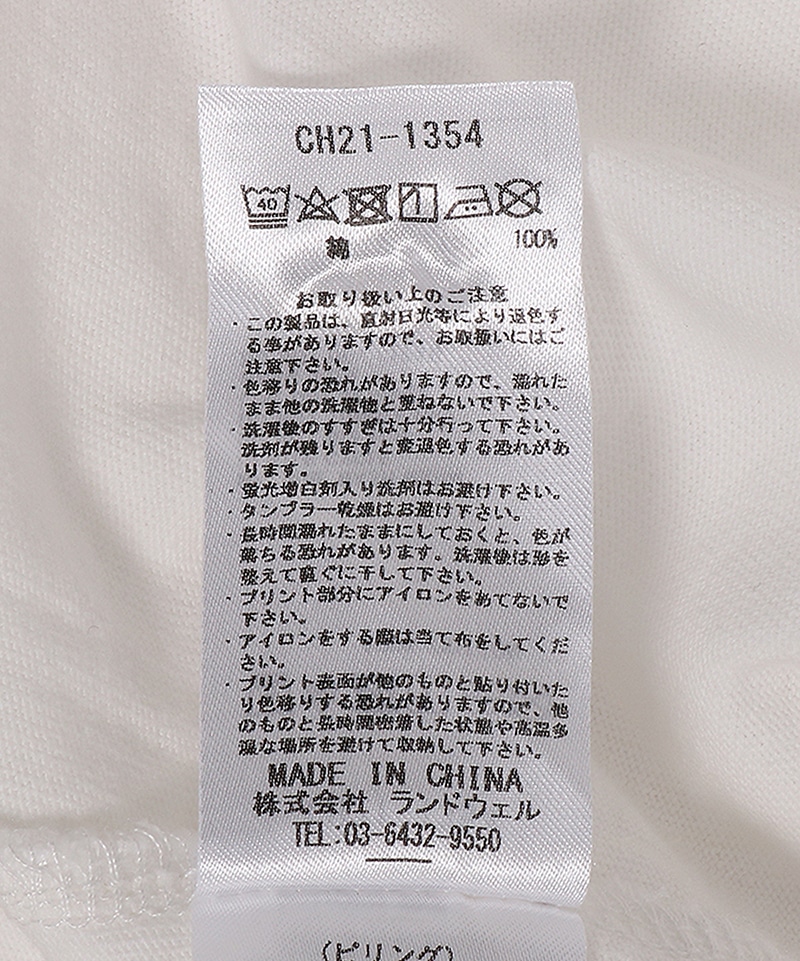 CH21-1354
40
綿 100%
お取り扱い上のご注意
・この製品は、直射日光等により退色す
る事がありますので、お取扱いにはご
注意下さい。
・色移りの恐れがありますので、濡れた
まま他の洗濯物と重ねないで下さい。
・洗濯後のすすぎは十分行って下さい。
洗剤が残りますと変退色する恐れがあ
ります。
・蛍光増白剤入り洗剤はお避け下さい。
・タンブラー乾燥はお避け下さい。
・長時間濡れたままにしておくと、色が
落ちる恐れがあります。洗濯後は形を
整えて直ぐに干して下さい。
・プリント部分にアイロンをあてないで
下さい。
・アイロンをする際は当て布をしてくだ
さい。
・プリント表面が他のものと貼り付いた
り色移りする恐れがありますので、他
のものと長時間密着した状態や高温多
湿な場所を避けて収納して下さい。
MADE IN CHINA
株式会社 ランドウェル
TEL:03-6432-9550
(ピリング)